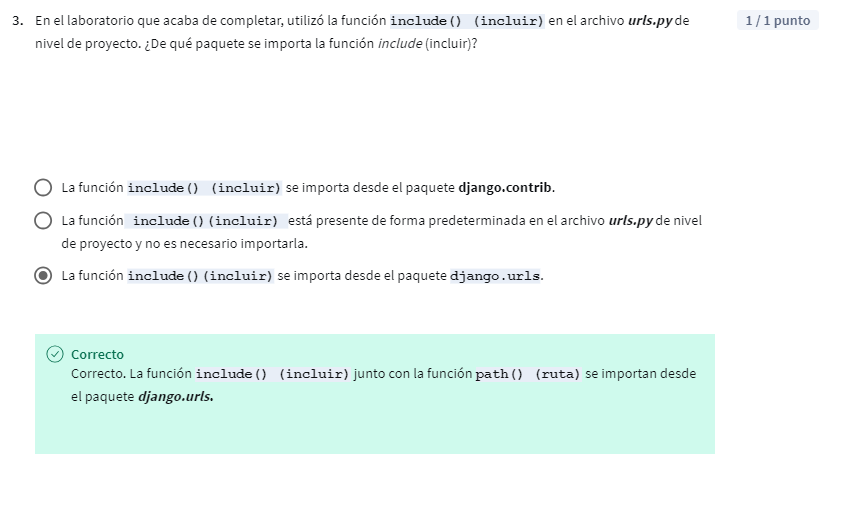 3. En el laboratorio que acaba de completar, utilizó la función include() (incluir) en el archivo urls.py de 1 / 1 punto
nivel de proyecto. ¿De qué paquete se importa la función include (incluir)?
La función include() (incluir) se importa desde el paquete django.contrib.
La función include()(incluir) está presente de forma predeterminada en el archivo urls.py de nivel
de proyecto y no es necesario importarla.
La función include()(incluir) se importa desde el paquete django.urls.
Correcto
Correcto. La función include() (incluir) junto con la función path() (ruta) se importan desde
el paquete django.urls.